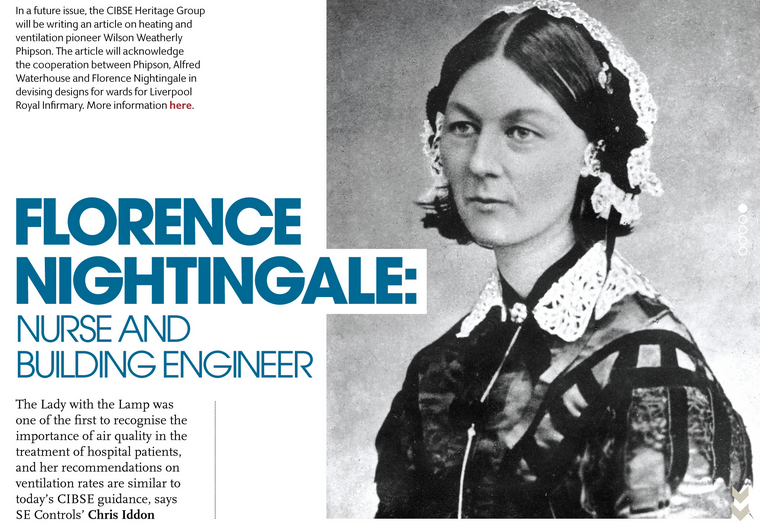 In a future issue, the CIBSE Heritage Group
will be writing an article on heating and
ventilation pioneer Wilson Weatherly
Phipson. The article will acknowledge
the cooperation between Phipson, Alfred
Waterhouse and Florence Nightingale in
devising designs for wards for Liverpool
Royal Infirmary. More information here.
FLORENCE
NIGHTINGALE:
NURSE AND
BUILDING ENGINEER
The Lady with the Lamp was
one of the first to recognise the
importance of air quality in the
treatment of hospital patients,
and her recommendations on
ventilation rates are similar to
today's CIBSE guidance, says
SE Controls' Chris Iddon